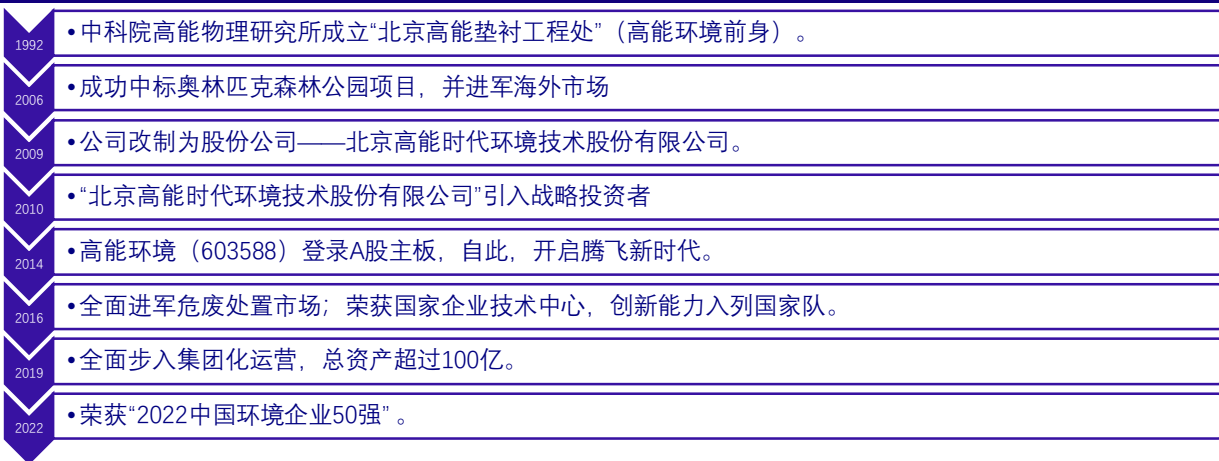 1992
•中科院高能物理研究所成立“北京高能垫衬工程处”（高能环境前身）。
2006
•成功中标奥林匹克森林公园项目，并进军海外市场
2009
•公司改制为股份公司——北京高能时代环境技术股份有限公司。
2010
•“北京高能时代环境技术股份有限公司”引入战略投资者
2014
•高能环境（603588）登录A股主板，自此，开启腾飞新时代。
2016
•全面进军危废处置市场；荣获国家企业技术中心，创新能力入列国家队。
2019
•全面步入集团化运营，总资产超过100亿。
2022
•荣获“2022中国环境企业50强” 。